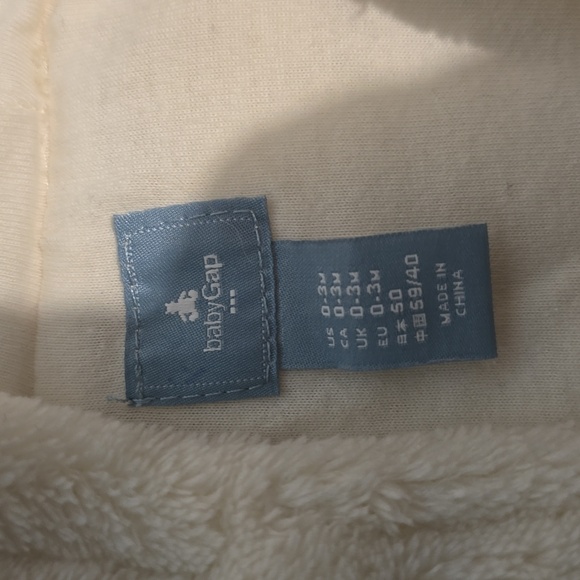 babyGap
US 0-3M
CA 0-3M
UK 0-3M
EU 0-3M
日本 50
中国 59/40
MADE IN
CHINA